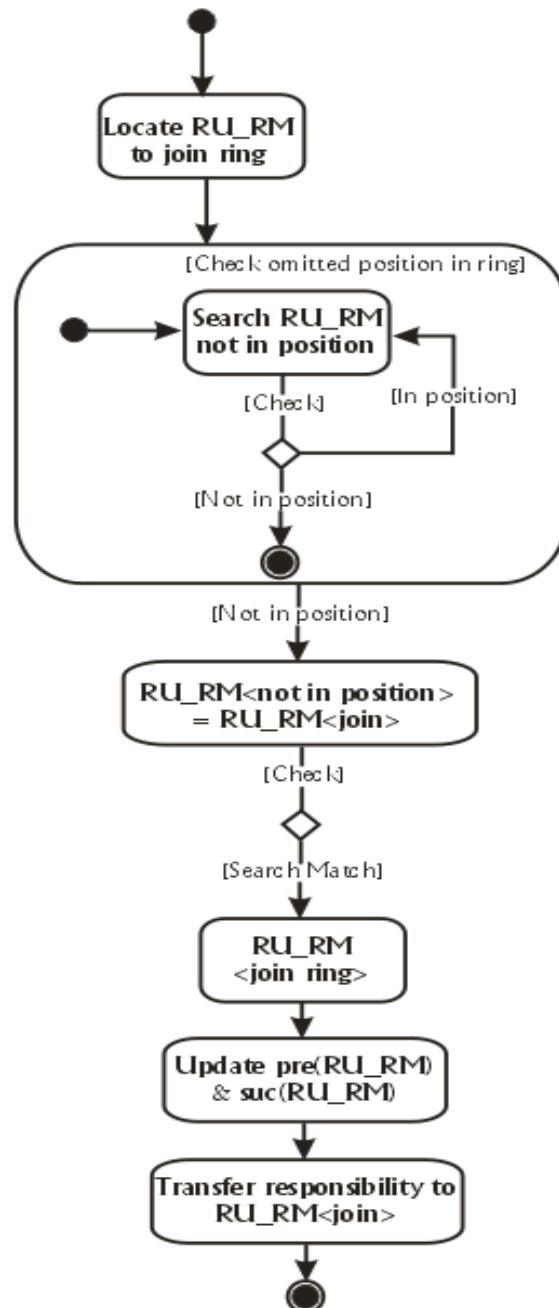 Locate RU_RM
to join ring
[Check omitted position in ring]
Search RU_RM
not in position
[Check]
[In position]
[Not in position]
[Not in position]
RU_RM<not in position>
= RU_RM<join>
[Check]
[Search Match]
RU_RM
<join ring>
Update pre(RU_RM)
& suc(RU_RM)
Transfer responsibility to
RU_RM<join>